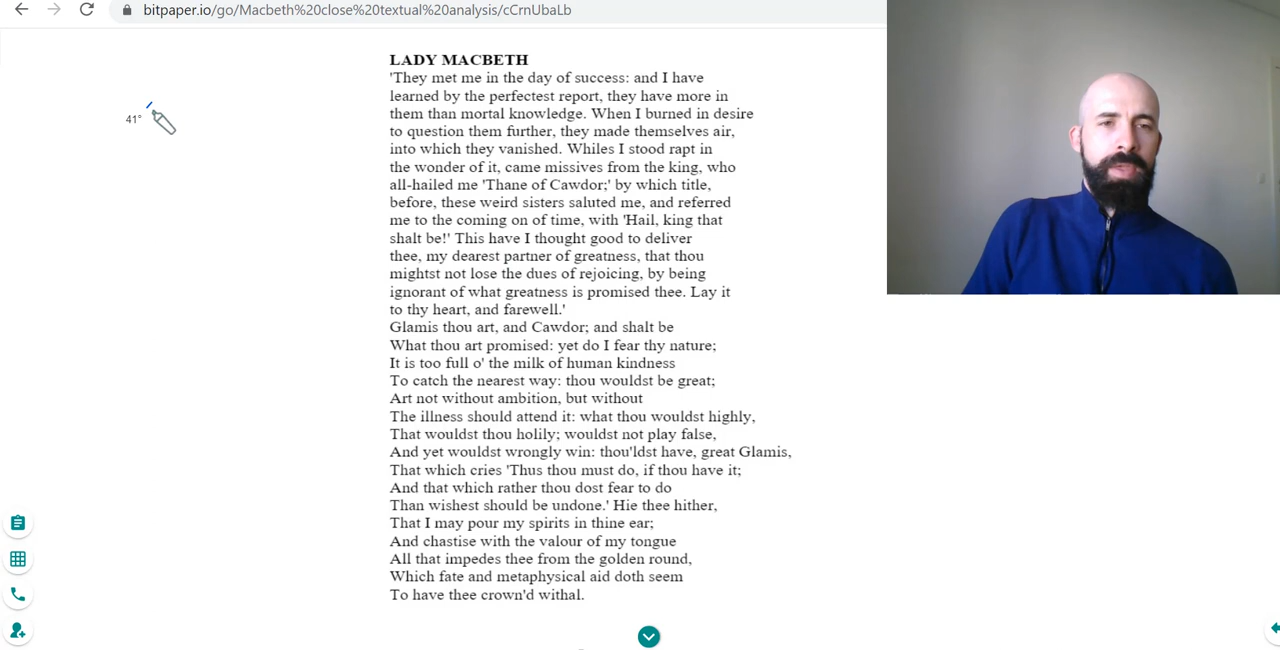 bitpaper.io/go/Macbeth%20close%20textual%20analysis/cCrnUbaLb
41°
LADY MACBETH
'They met me in the day of success: and I have
learned by the perfectest report, they have more in
them than mortal knowledge. When I burned in desire
to question them further, they made themselves air,
into which they vanished. Whiles I stood rapt in
the wonder of it, came missives from the king, who
all-hailed me 'Thane of Cawdor;' by which title,
before, these weird sisters saluted me, and referred
me to the coming on of time, with 'Hail, king that
shalt be!' This have I thought good to deliver
thee, my dearest partner of greatness, that thou
mightst not lose the dues of rejoicing, by being
ignorant of what greatness is promised thee. Lay it
to thy heart, and farewell.'
Glamis thou art, and Cawdor; and shalt be
What thou art promised: yet do I fear thy nature;
It is too full o' the milk of human kindness
To catch the nearest way: thou wouldst be great;
Art not without ambition, but without
The illness should attend it: what thou wouldst highly,
That wouldst thou holily; wouldst not play false,
And yet wouldst wrongly win: thou'ldst have, great Glamis,
That which cries 'Thus thou must do, if thou have it;
And that which rather thou dost fear to do
Than wishest should be undone.' Hie thee hither,
That I may pour my spirits in thine ear;
And chastise with the valour of my tongue
All that impedes thee from the golden round,
Which fate and metaphysical aid doth seem
To have thee crown'd withal.